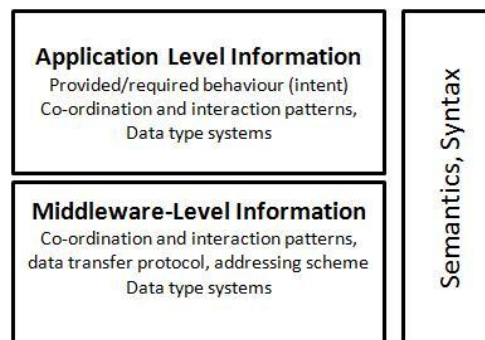 Application Level Information
Provided/required behaviour (intent)
Co-ordination and interaction patterns,
Data type systems
Middleware-Level Information
Co-ordination and interaction patterns,
data transfer protocol, addressing scheme
Data type systems
Semantics, Syntax